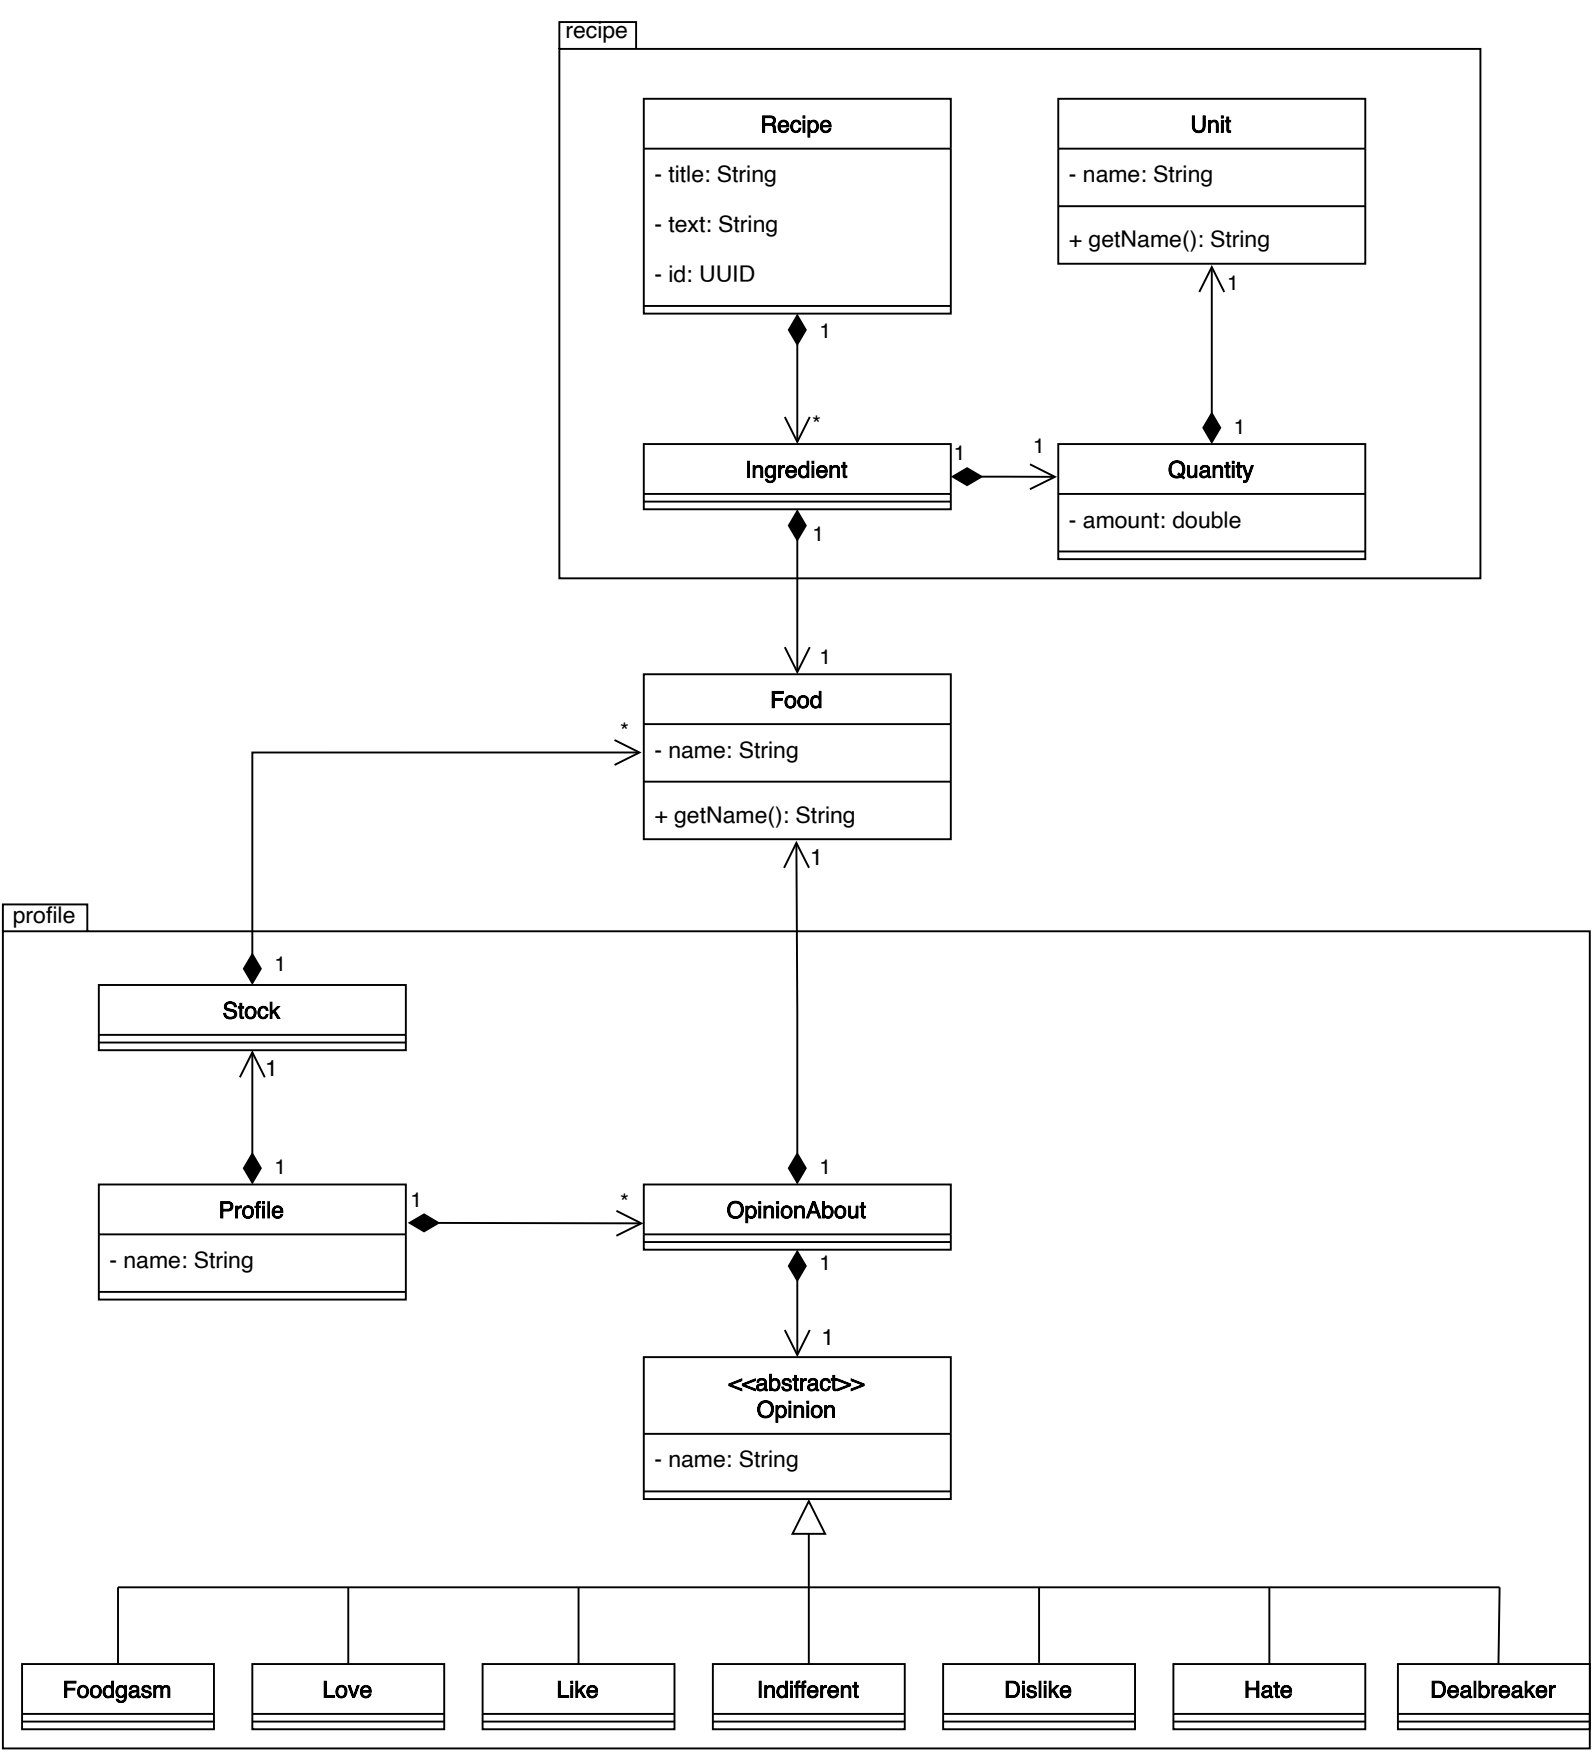 recipe
Recipe
- title: String
- text: String
- id: UUID
1
Unit
- name: String
+ getName(): String
1
*
Ingredient
1
1
1
Quantity
- amount: double
1
1
Food
- name: String
+ getName(): String
*
1
profile
1
Stock
1
1
Profile
- name: String
1
*
1
OpinionAbout
1
1
<<abstract>>
Opinion
- name: String
Foodgasm
Love
Like
Indifferent
Dislike
Hate
Dealbreaker